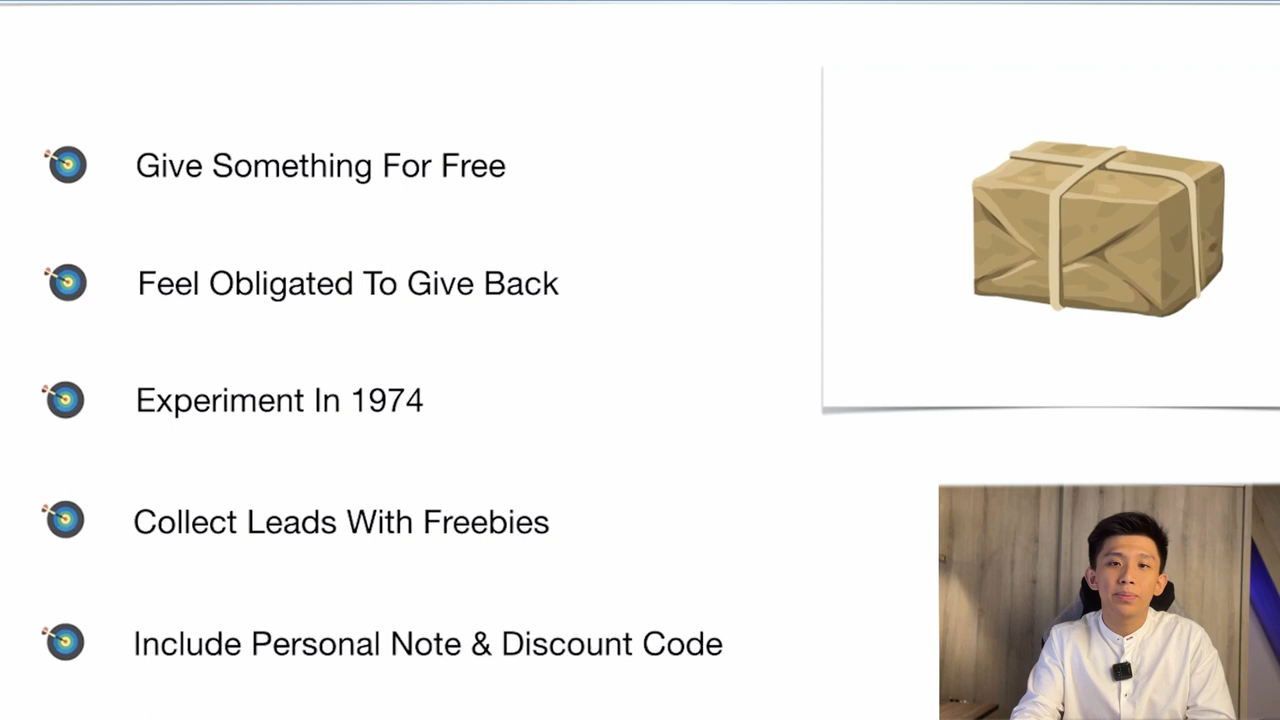 Give Something For Free
Feel Obligated To Give Back
Experiment In 1974
Collect Leads With Freebies
Include Personal Note & Discount Code